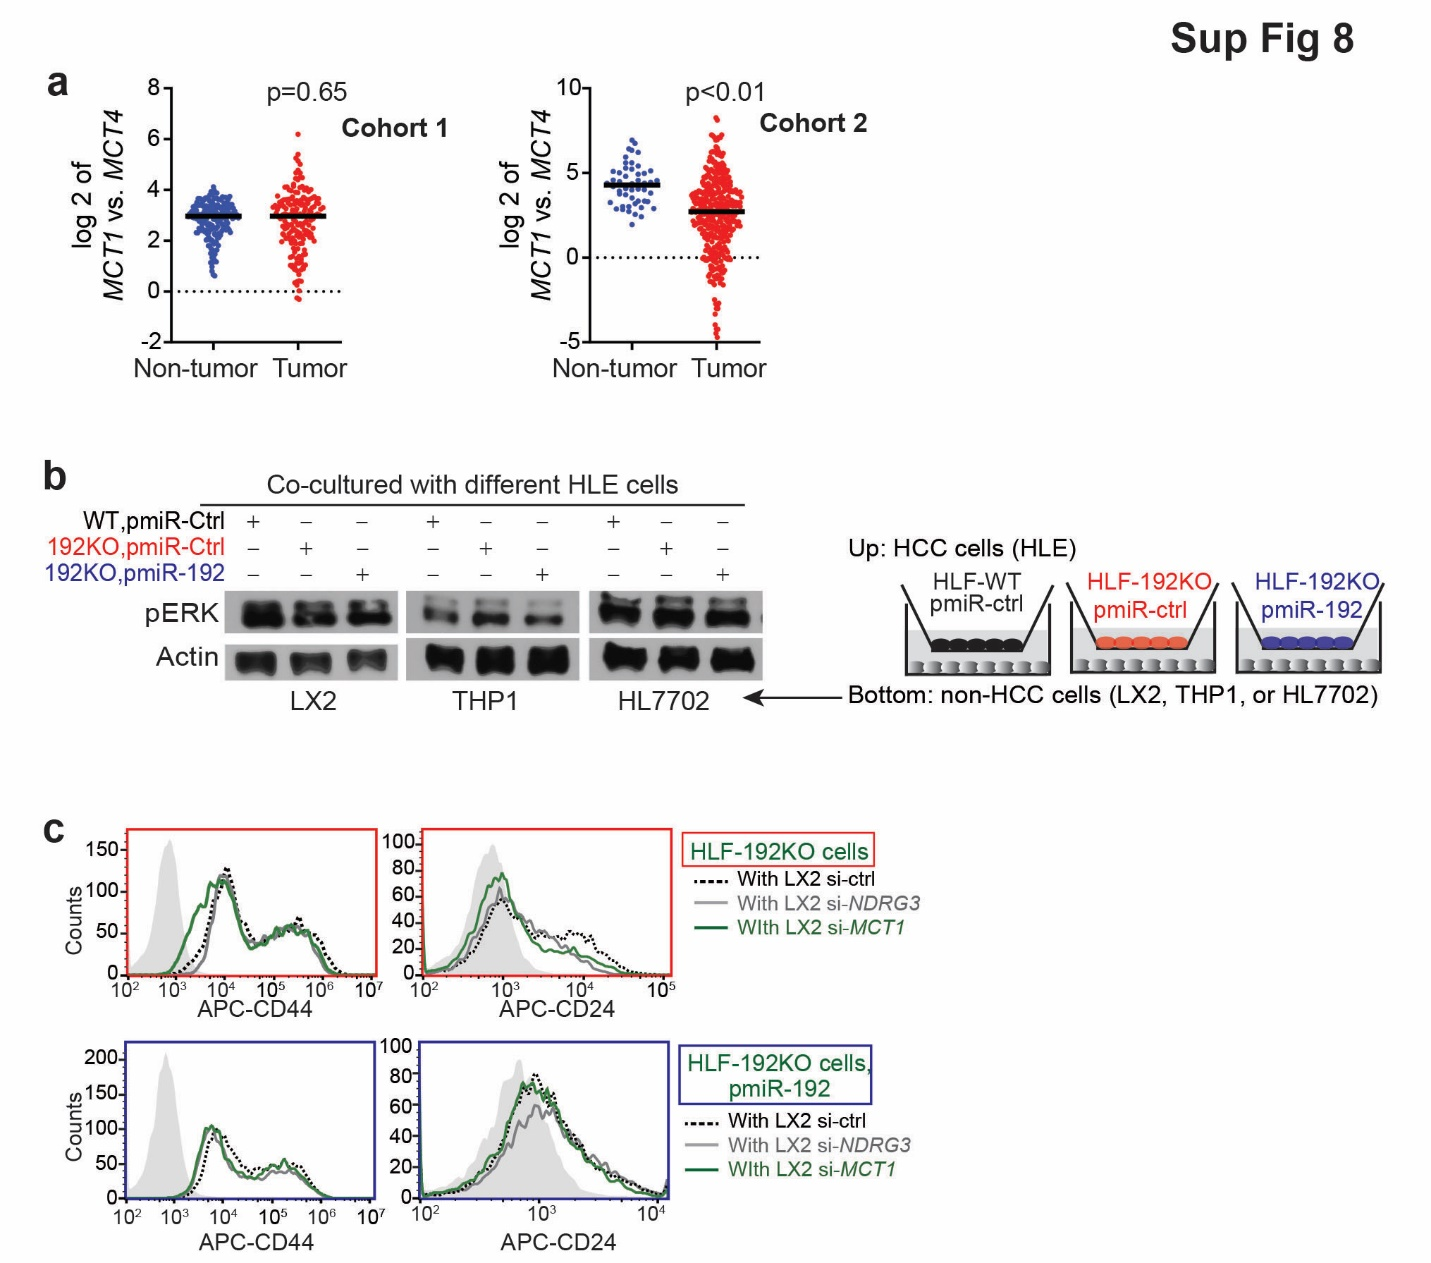 Sup Fig 8
a
8
6
4
2
0
-2
log 2 of
MCT1 vs. MCT4
p=0.65
Cohort 1
Non-tumor Tumor
10
5
0
-5
log 2 of
MCT1 vs. MCT4
p<0.01
Cohort 2
Non-tumor Tumor
b
Co-cultured with different HLE cells
WT,pmiR-Ctrl + – – + – – + – –
192KO,pmiR-Ctrl – + – – + – – + –
192KO,pmiR-192 – – + – – + – – +
pERK
Actin
LX2 THP1 HL7702
Up: HCC cells (HLE)
HLF-WT
pmiR-ctrl
HLF-192KO
pmiR-ctrl
HLF-192KO
pmiR-192
Bottom: non-HCC cells (LX2, THP1, or HL7702)
c
150
100
50
0
Counts
10² 10³ 10⁴ 10⁵ 10⁶ 10⁷
APC-CD44
100
80
60
40
20
0
10² 10³ 10⁴ 10⁵
APC-CD24
HLF-192KO cells
With LX2 si-ctrl
With LX2 si-NDRG3
WIth LX2 si-MCT1
200
150
100
50
0
Counts
10² 10³ 10⁴ 10⁵ 10⁶ 10⁷
APC-CD44
100
80
60
40
20
0
10² 10³ 10⁴
APC-CD24
HLF-192KO cells,
pmiR-192
With LX2 si-ctrl
With LX2 si-NDRG3
WIth LX2 si-MCT1